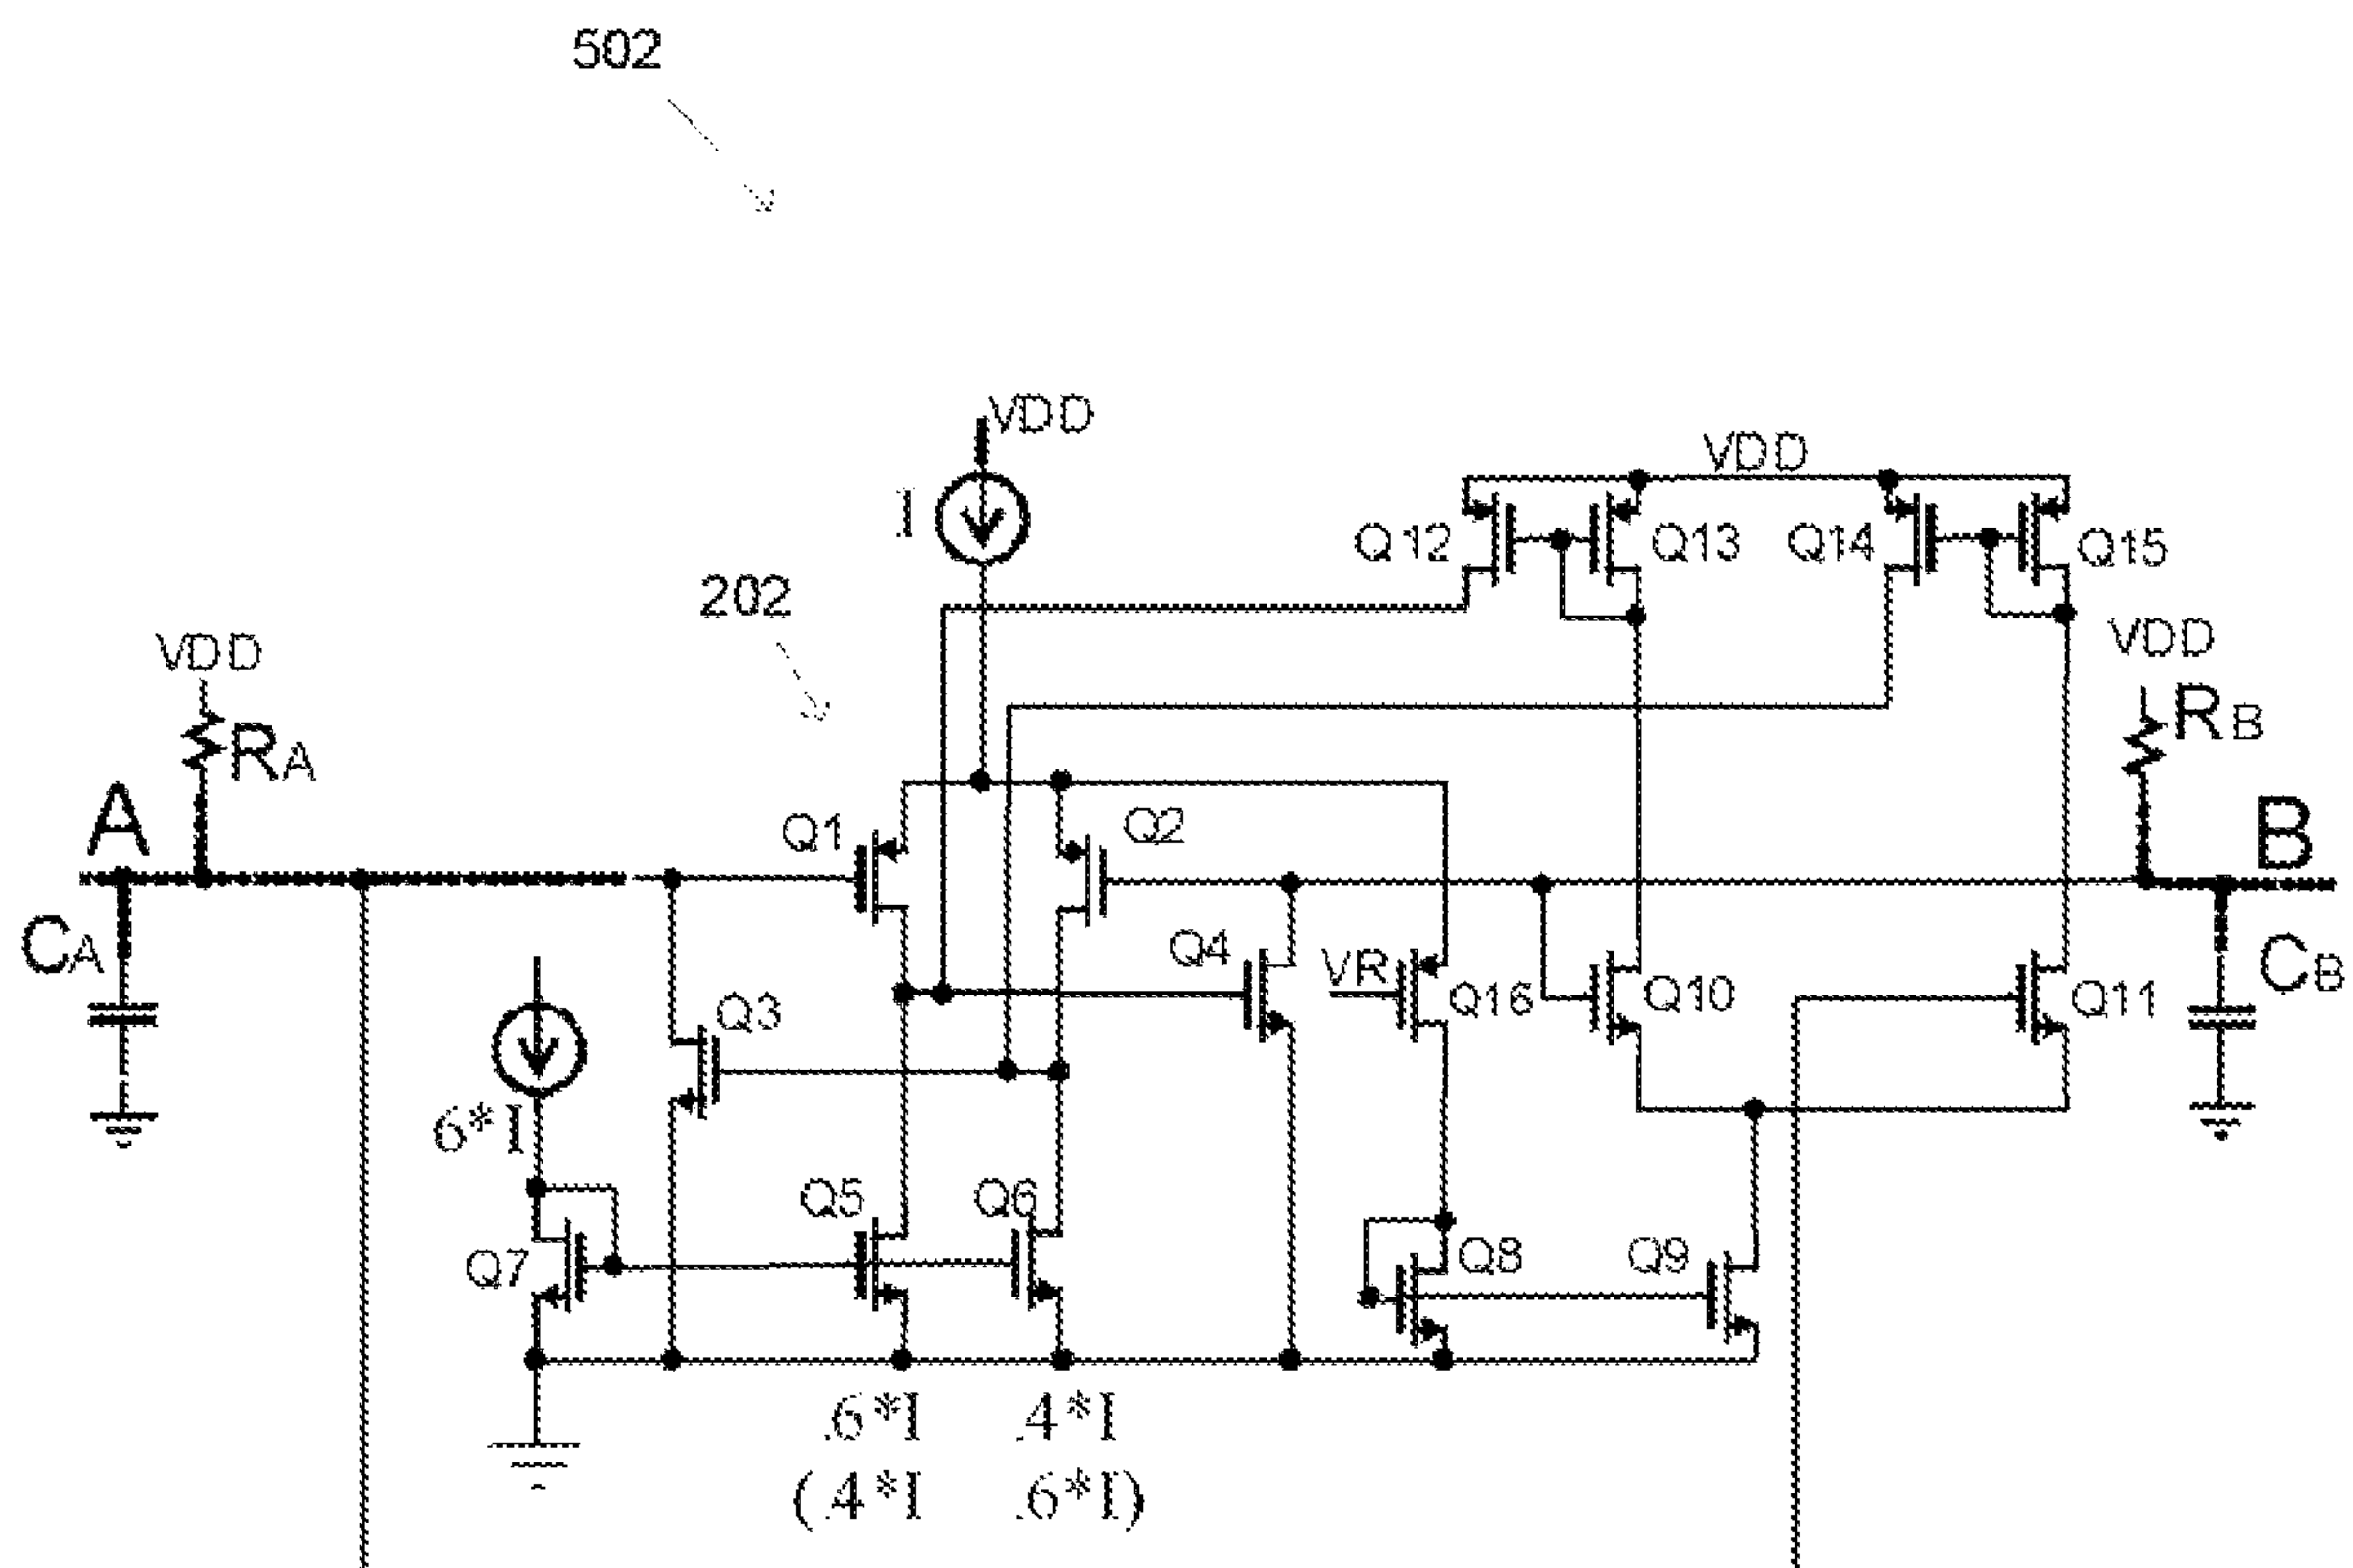 502
VDD
I
VDD
Q12
Q13
Q14
Q15
202
VDD
RA
VDD
RB
A
Q1
Q2
B
CA
Q3
Q4
VR
Q16
Q10
Q11
CB
6*I
Q7
Q5
Q6
Q8
Q9
.6*I
.4*I
(.4*I
.6*I)